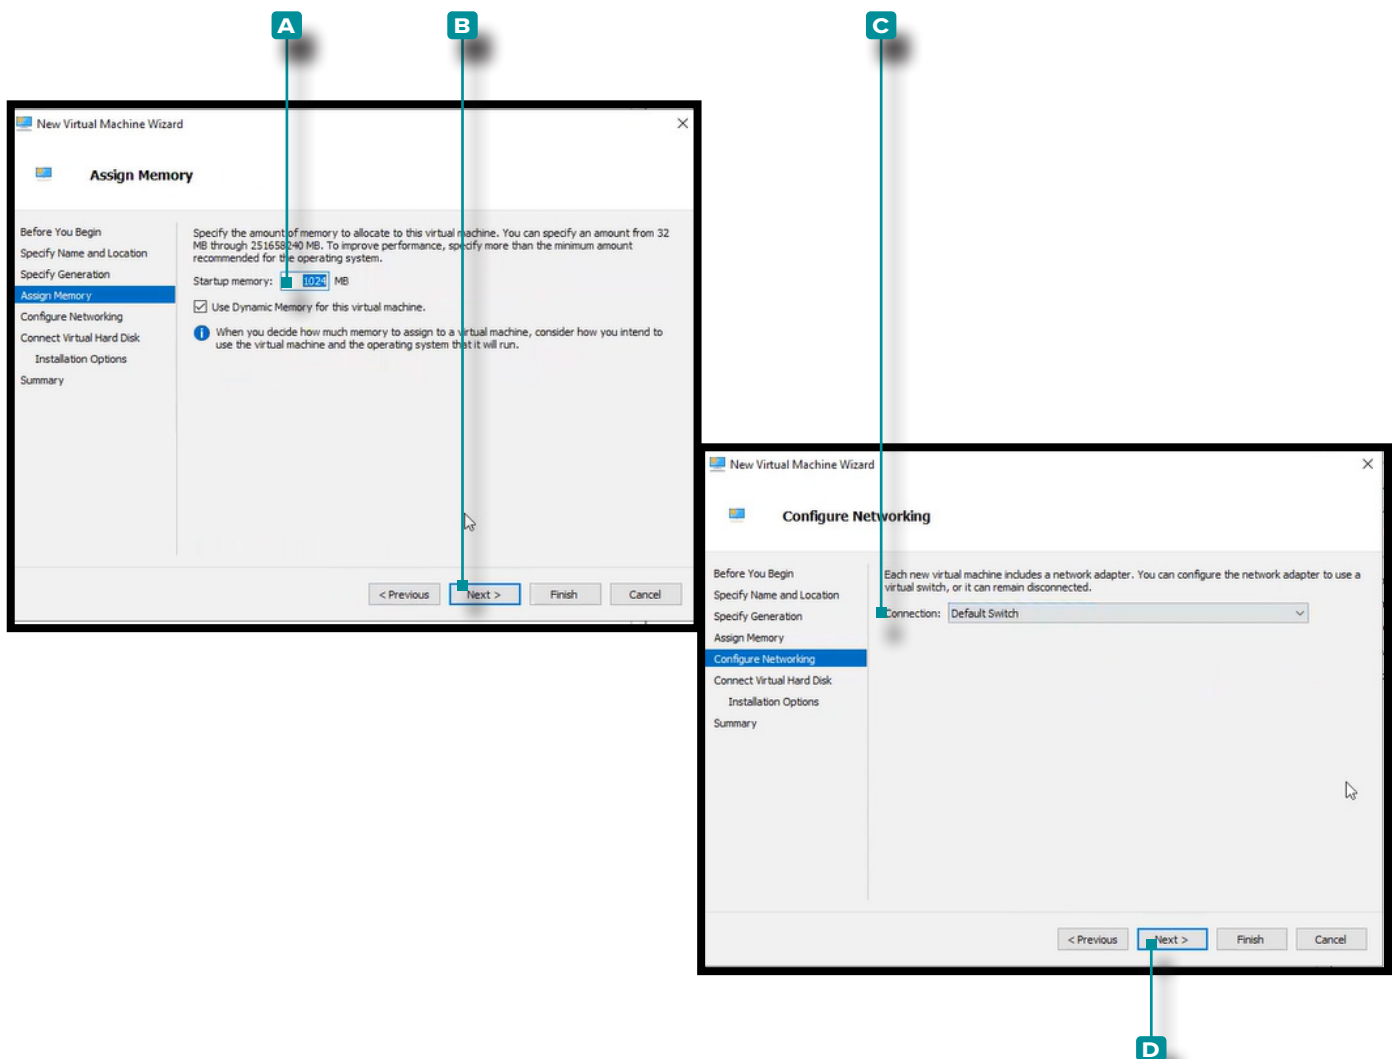 A
B
C
New Virtual Machine Wizard
Assign Memory
Before You Begin
Specify Name and Location
Specify Generation
Assign Memory
Configure Networking
Connect Virtual Hard Disk
Installation Options
Summary
Specify the amount of memory to allocate to this virtual machine. You can specify an amount from 32
MB through 251658240 MB. To improve performance, specify more than the minimum amount
recommended for the operating system.
Startup memory: 1024 MB
Use Dynamic Memory for this virtual machine.
When you decide how much memory to assign to a virtual machine, consider how you intend to
use the virtual machine and the operating system that it will run.
< Previous Next > Finish Cancel
New Virtual Machine Wizard
Configure Networking
Before You Begin
Specify Name and Location
Specify Generation
Assign Memory
Configure Networking
Connect Virtual Hard Disk
Installation Options
Summary
Each new virtual machine includes a network adapter. You can configure the network adapter to use a
virtual switch, or it can remain disconnected.
Connection: Default Switch
< Previous Next > Finish Cancel
D